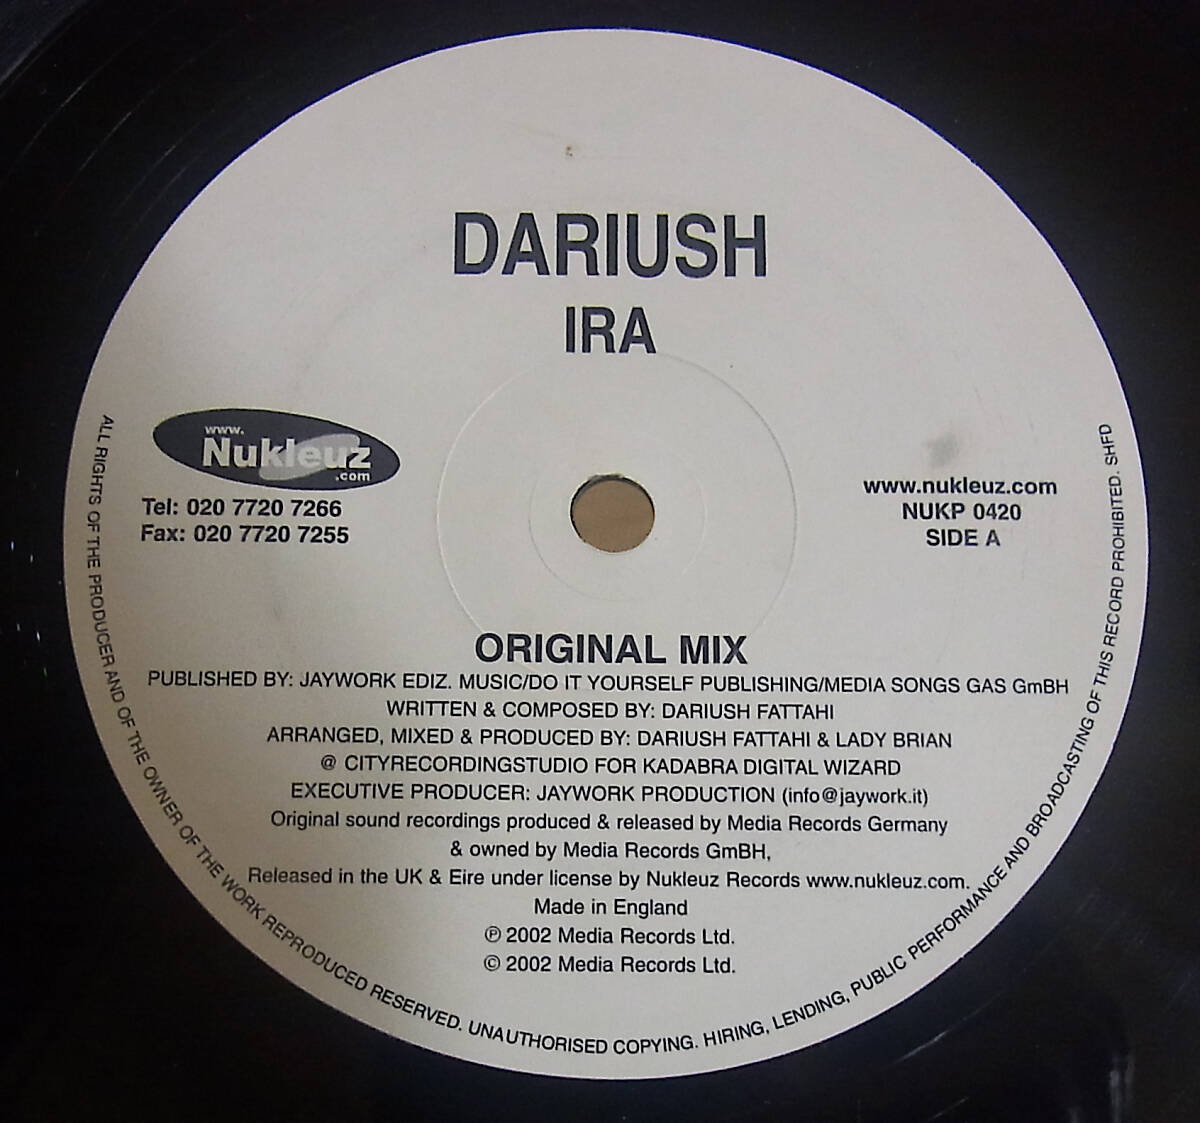 DARIUSH
IRA
www.
Nukleuz
.com
Tel: 020 7720 7266
Fax: 020 7720 7255
www.nukleuz.com
NUKP 0420
SIDE A
ORIGINAL MIX
PUBLISHED BY: JAYWORK EDIZ. MUSIC/DO IT YOURSELF PUBLISHING/MEDIA SONGS GAS GmBH
WRITTEN & COMPOSED BY: DARIUSH FATTAHI
ARRANGED, MIXED & PRODUCED BY: DARIUSH FATTAHI & LADY BRIAN
@ CITYRECORDINGSTUDIO FOR KADABRA DIGITAL WIZARD
EXECUTIVE PRODUCER: JAYWORK PRODUCTION (info@jaywork.it)
Original sound recordings produced & released by Media Records Germany
& owned by Media Records GmBH,
Released in the UK & Eire under license by Nukleuz Records www.nukleuz.com.
Made in England
℗ 2002 Media Records Ltd.
© 2002 Media Records Ltd.
ALL RIGHTS OF THE PRODUCER AND OF THE OWNER OF THE WORK REPRODUCED RESERVED. UNAUTHORISED COPYING. HIRING, LENDING, PUBLIC PERFORMANCE AND BROADCASTING OF THIS RECORD PROHIBITED. SHFD